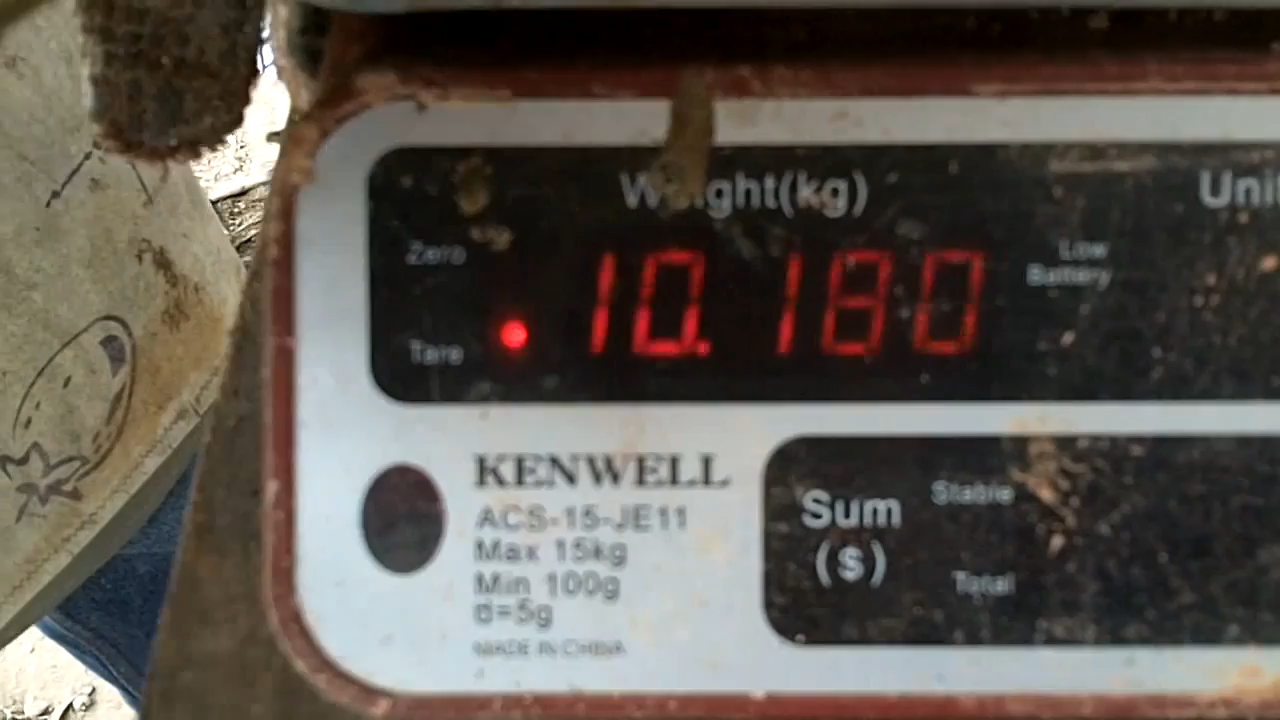 Weight(kg)
Unit
Zero
Low
Battery
10.180
Tare
KENWELL
ACS-15-JE11
Max 15kg
Min 100g
d=5g
MADE IN CHINA
Sum
(s)
Stable
Total